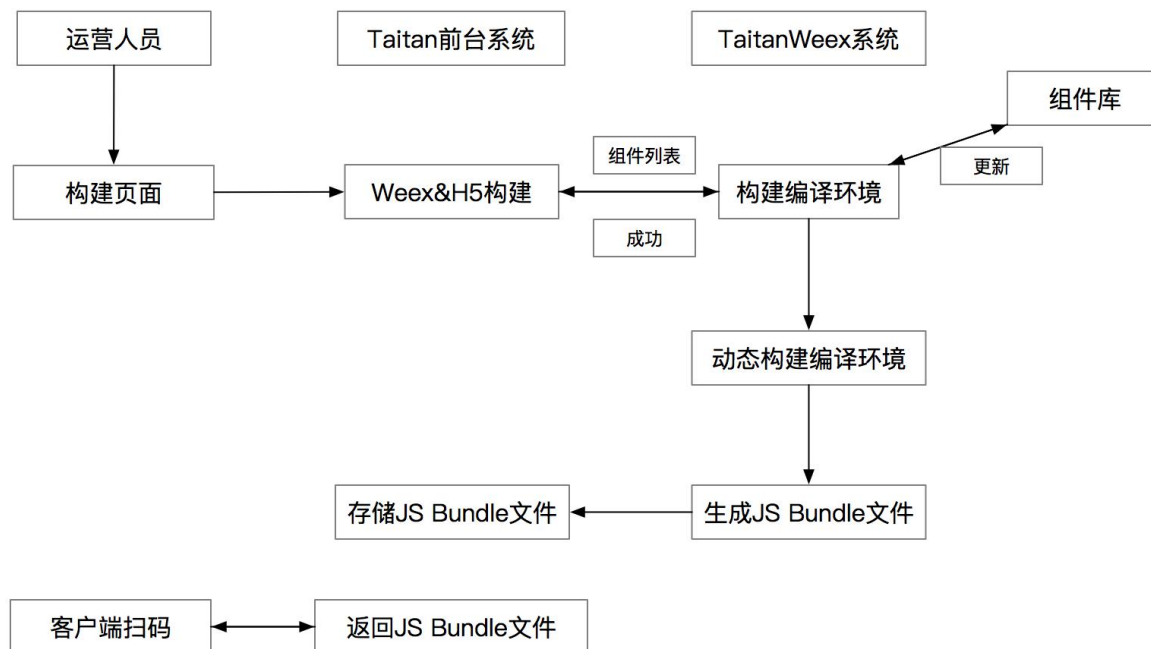 运营人员
Taitan前台系统
TaitanWeex系统
组件库
组件列表
更新
构建页面
Weex&H5构建
构建编译环境
成功
动态构建编译环境
存储JS Bundle文件
生成JS Bundle文件
客户端扫码
返回JS Bundle文件